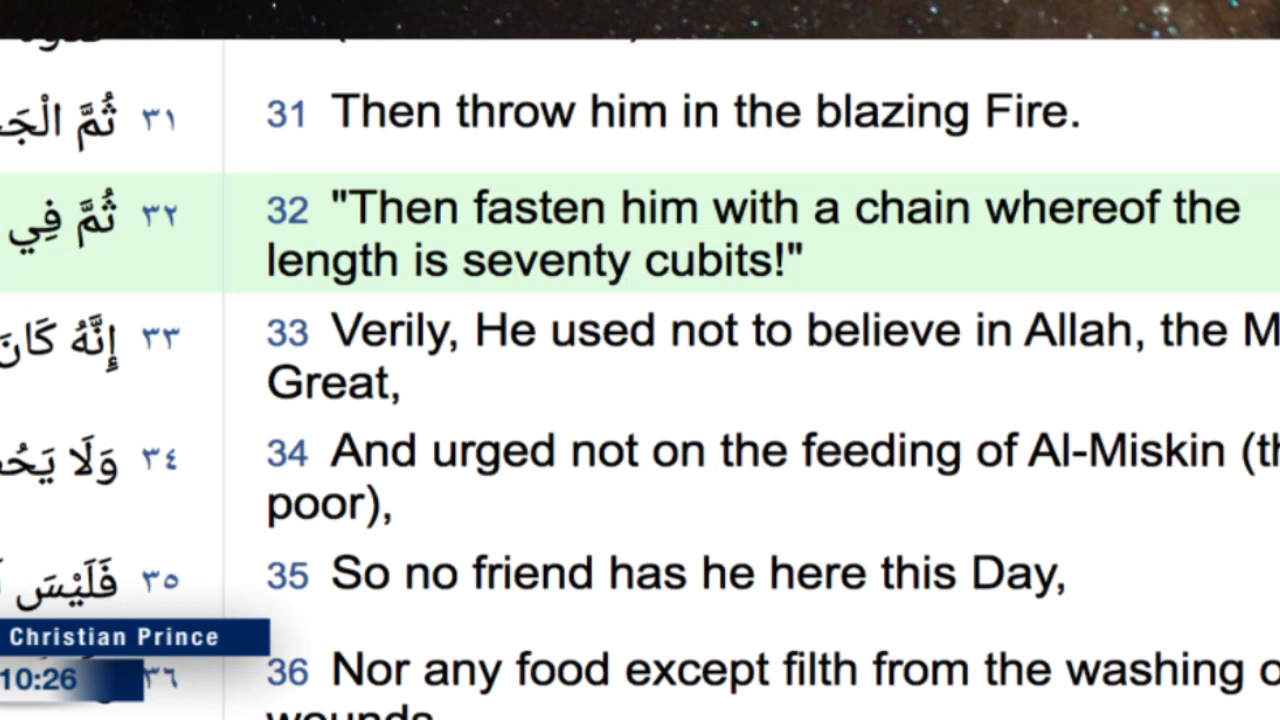 ثُمَّ ٣١
31 Then throw him in the blazing Fire.
ثُمَّ فِي ٣٢
32 "Then fasten him with a chain whereof the
length is seventy cubits!"
إِنَّهُ كَانَ ٣٣
33 Verily, He used not to believe in Allah, the
Great,
٣٤
34 And urged not on the feeding of Al-Miskin
poor),
فَلَيْسَ ٣٥
35 So no friend has he here this Day,
Christian Prince
10:26
٣٦
36 Nor any food except filth from the washing
wounds